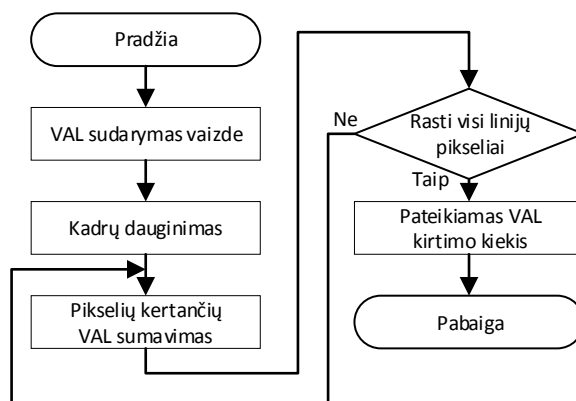 Pradžia
VAL sudarymas vaizde
Kadrų dauginimas
Pikselių kertančių
VAL sumavimas
Ne
Rasti visi linijų
pikseliai
Taip
Pateikiamas VAL
kirtimo kiekis
Pabaiga